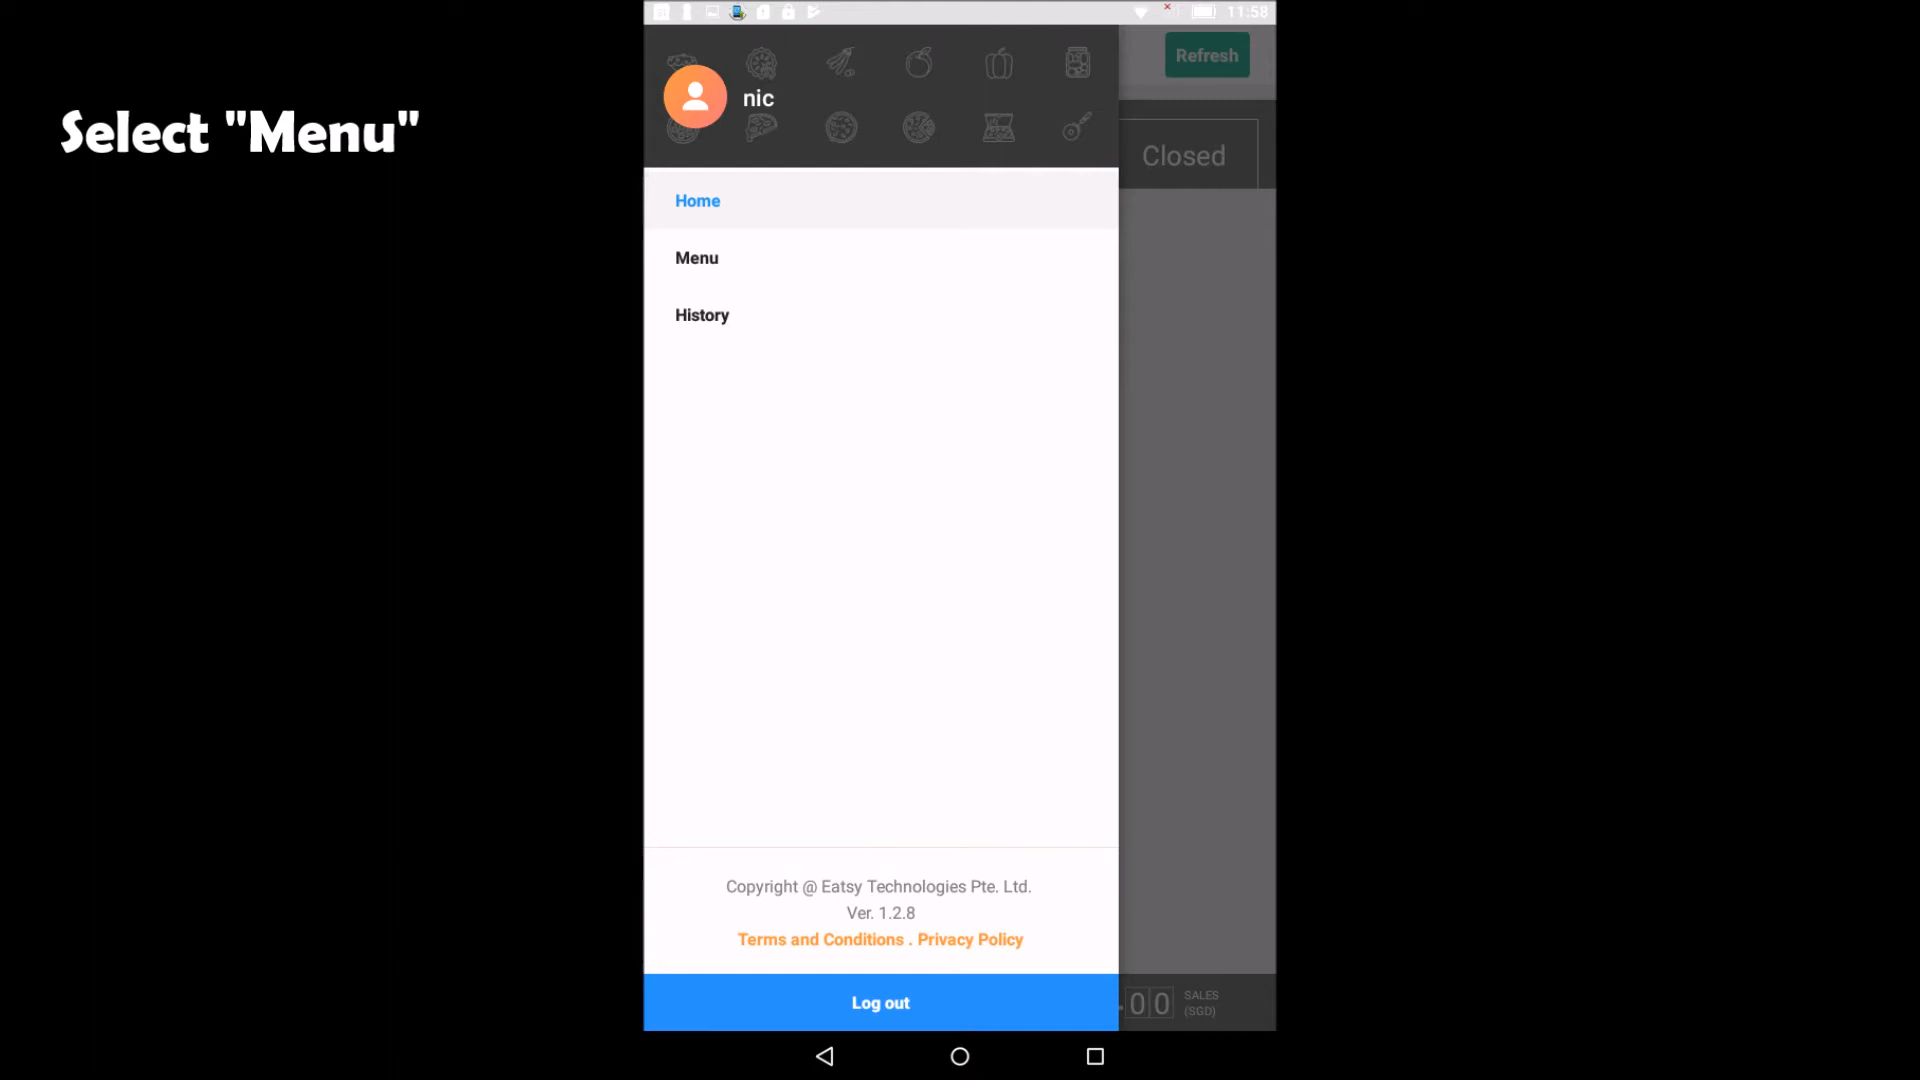 11:58
Refresh
Select "Menu"
nic
Closed
Home
Menu
History
Copyright @ Eatsy Technologies Pte. Ltd.
Ver. 1.2.8
Terms and Conditions . Privacy Policy
Log out
.00 SALES
(SGD)